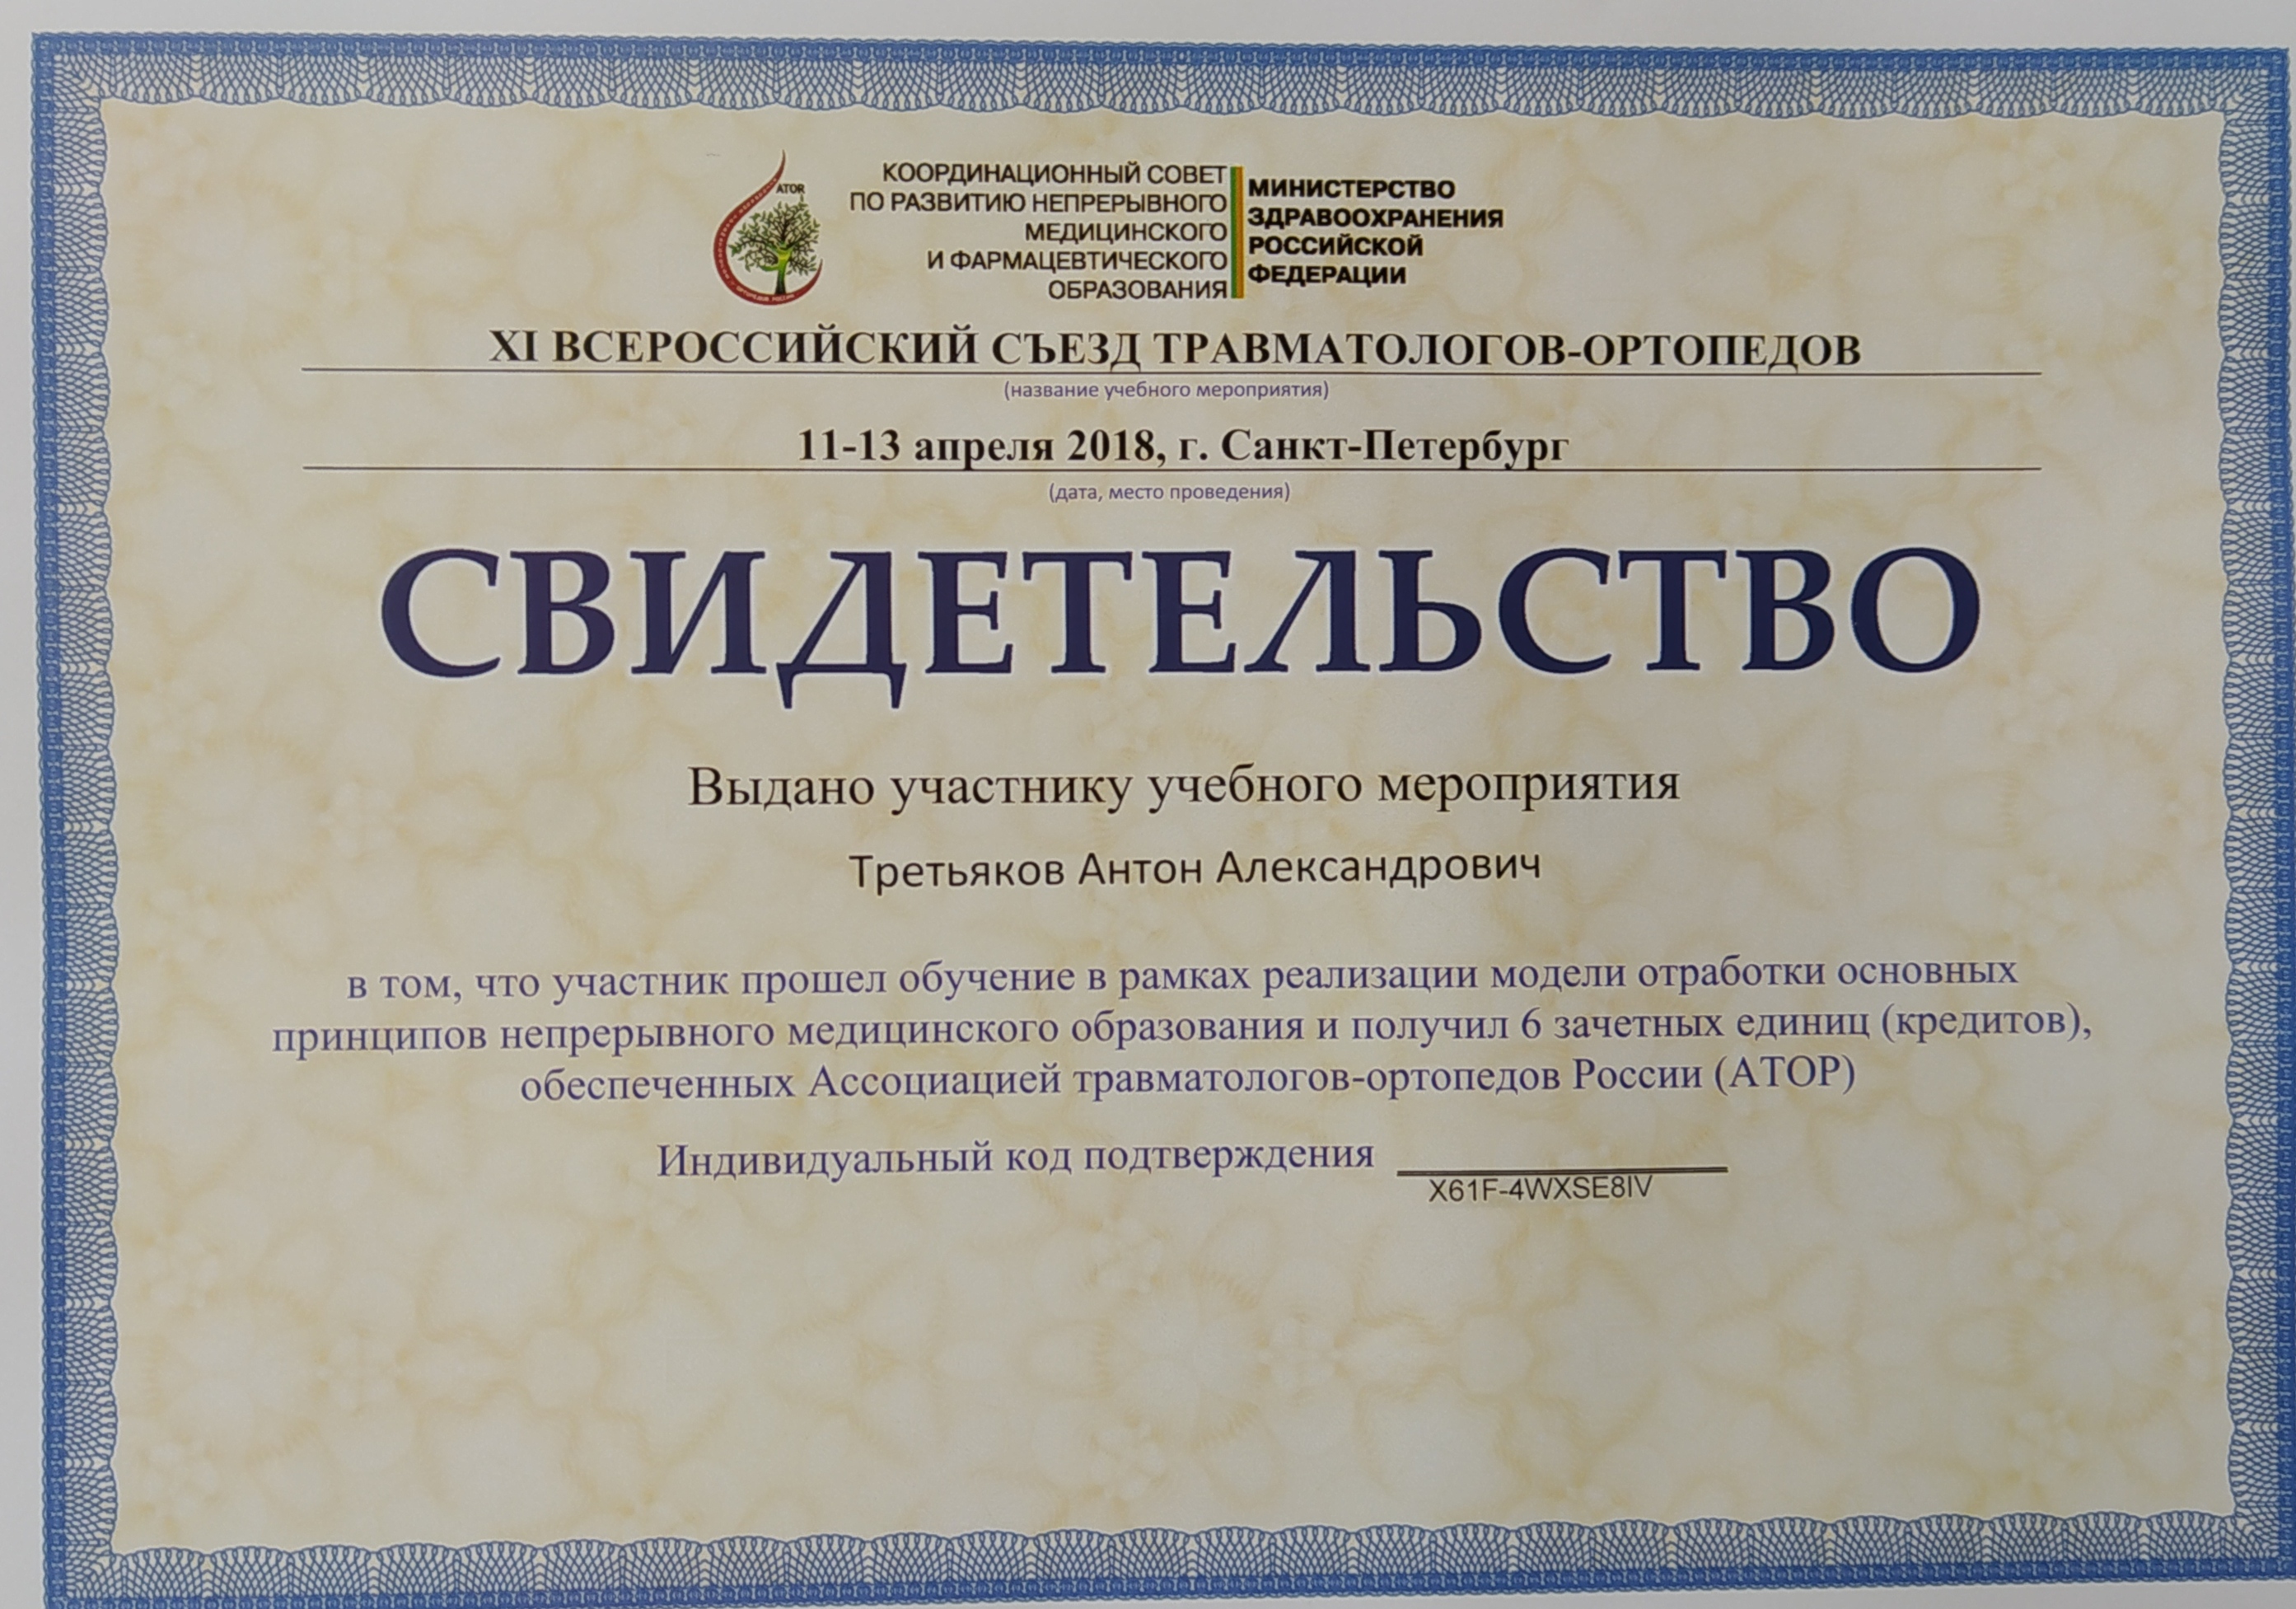 ATOR
КООРДИНАЦИОННЫЙ СОВЕТ
ПО РАЗВИТИЮ НЕПРЕРЫВНОГО
МЕДИЦИНСКОГО
И ФАРМАЦЕВТИЧЕСКОГО
ОБРАЗОВАНИЯ
МИНИСТЕРСТВО
ЗДРАВООХРАНЕНИЯ
РОССИЙСКОЙ
ФЕДЕРАЦИИ
XI ВСЕРОССИЙСКИЙ СЪЕЗД ТРАВМАТОЛОГОВ-ОРТОПЕДОВ
(название учебного мероприятия)
11-13 апреля 2018, г. Санкт-Петербург
(дата, место проведения)
СВИДЕТЕЛЬСТВО
Выдано участнику учебного мероприятия
Третьяков Антон Александрович
в том, что участник прошел обучение в рамках реализации модели отработки основных
принципов непрерывного медицинского образования и получил 6 зачетных единиц (кредитов),
обеспеченных Ассоциацией травматологов-ортопедов России (АТОР)
Индивидуальный код подтверждения
X61F-4WXSE8IV